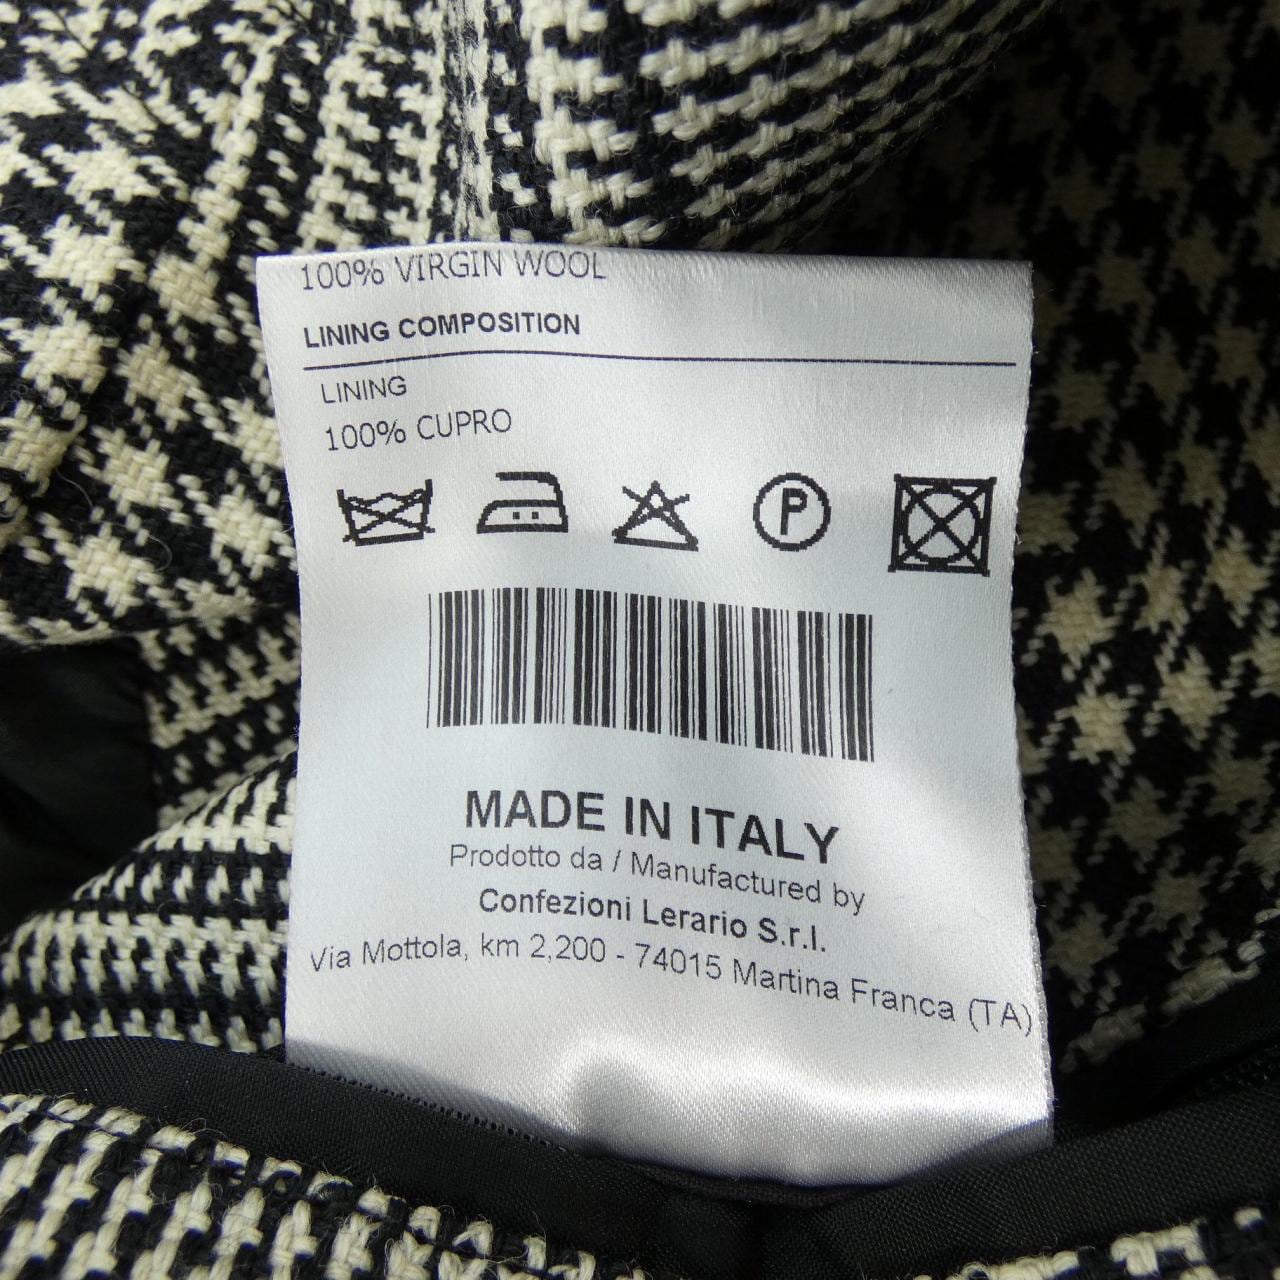 100% VIRGIN WOOL
LINING COMPOSITION
LINING
100% CUPRO
P
MADE IN ITALY
Prodotto da / Manufactured by
Confezioni Lerario S.r.l.
Via Mottola, km 2,200 - 74015 Martina Franca (TA)